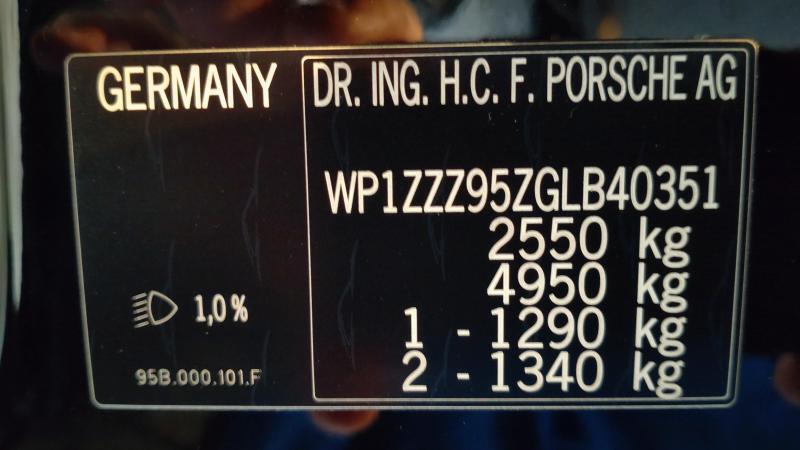 GERMANY
DR. ING. H.C. F. PORSCHE AG
WP1ZZZ95ZGLB40351
2550 kg
4950 kg
1 - 1290 kg
2 - 1340 kg
1,0%
95B.000.101.F